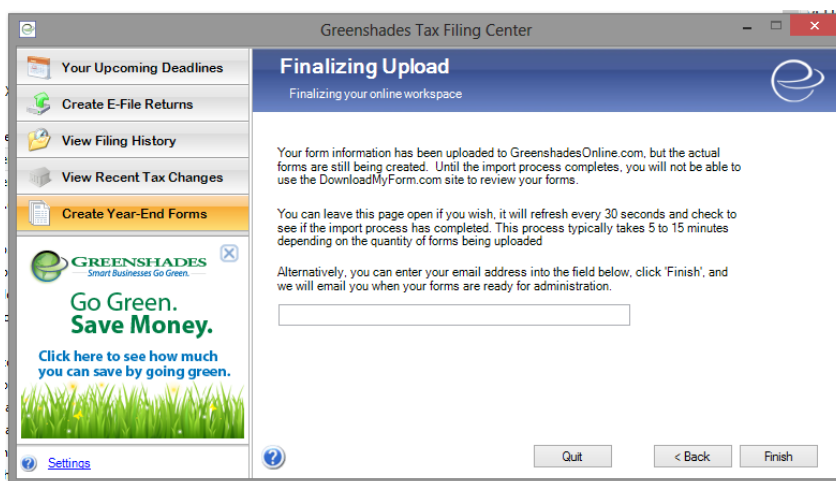 Greenshades Tax Filing Center
Your Upcoming Deadlines
Create E-File Returns
View Filing History
View Recent Tax Changes
Create Year-End Forms
GREENSHADES
Smart Businesses Go Green.
Go Green.
Save Money.
Click here to see how much
you can save by going green.
Settings
Finalizing Upload
Finalizing your online workspace
Your form information has been uploaded to GreenshadesOnline.com, but the actual
forms are still being created. Until the import process completes, you will not be able to
use the DownloadMyForm.com site to review your forms.
You can leave this page open if you wish, it will refresh every 30 seconds and check to
see if the import process has completed. This process typically takes 5 to 15 minutes
depending on the quantity of forms being uploaded
Alternatively, you can enter your email address into the field below, click 'Finish', and
we will email you when your forms are ready for administration.
Quit
< Back
Finish